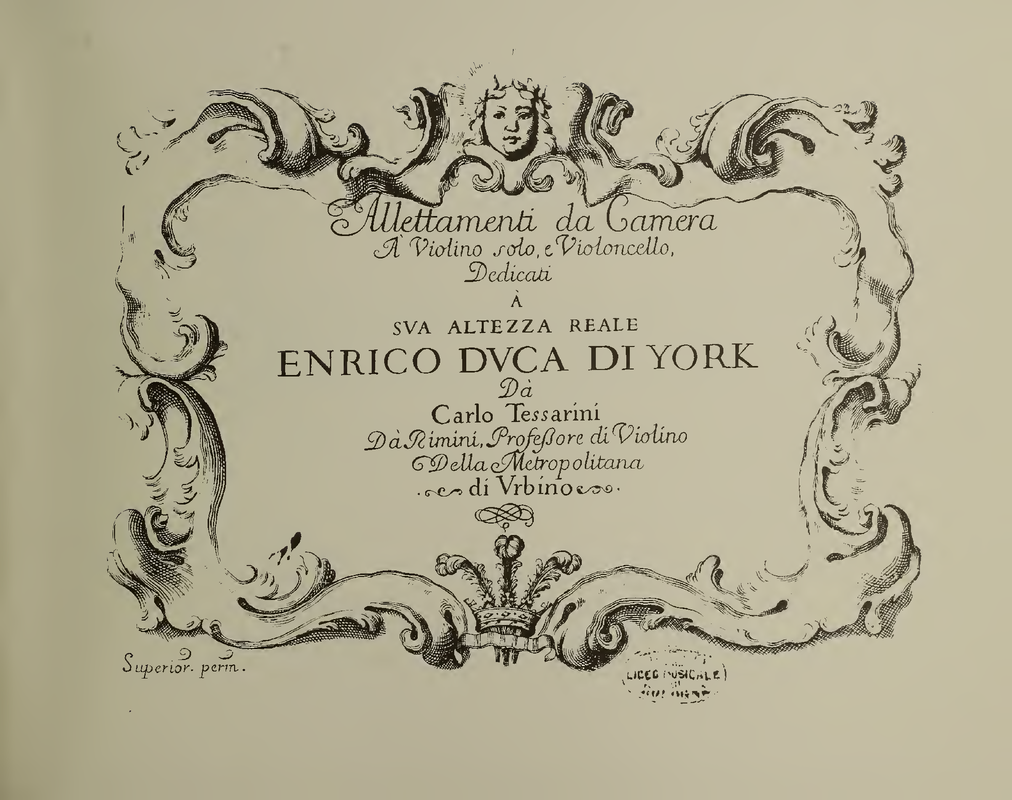 Allettamenti da Camera
À Violino solo, e Violoncello,
Dedicati
À
SVA ALTEZZA REALE
ENRICO DVCA DI YORK
Dà
Carlo Tessarini
Dà Rimini, Profeßore di Violino
Della Metropolitana
di Vrbino
Superior. perm.
LICEO MUSICALE